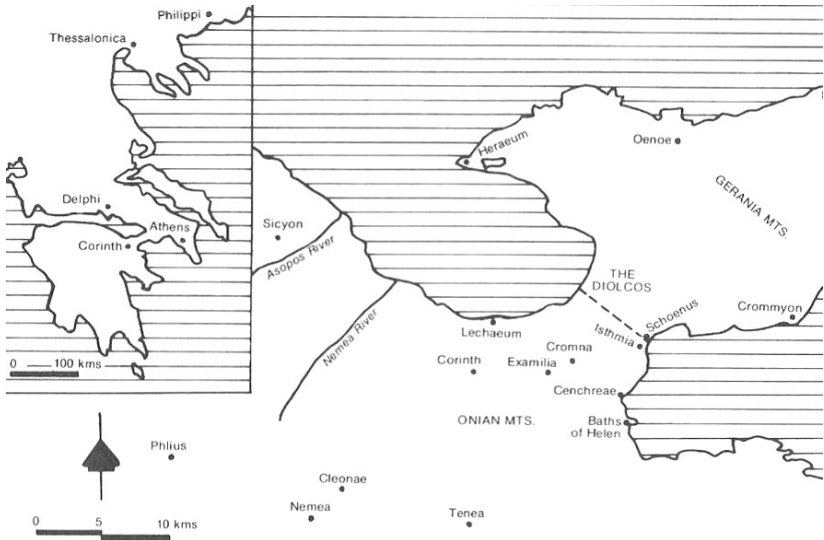 Philippi
Thessalonica
Delphi
Athens
Corinth
0 100 kms
Heraeum
Oenoe
GERANIA MTS.
Sicyon
Asopos River
Nemea River
THE
DIOLCOS
Schoenus
Crommyon
Isthmia
Lechaeum
Cromna
Corinth
Examilia
Cenchreae
ONIAN MTS.
Baths
of Helen
Phlius
Cleonae
Nemea
Tenea
0 5 10 kms